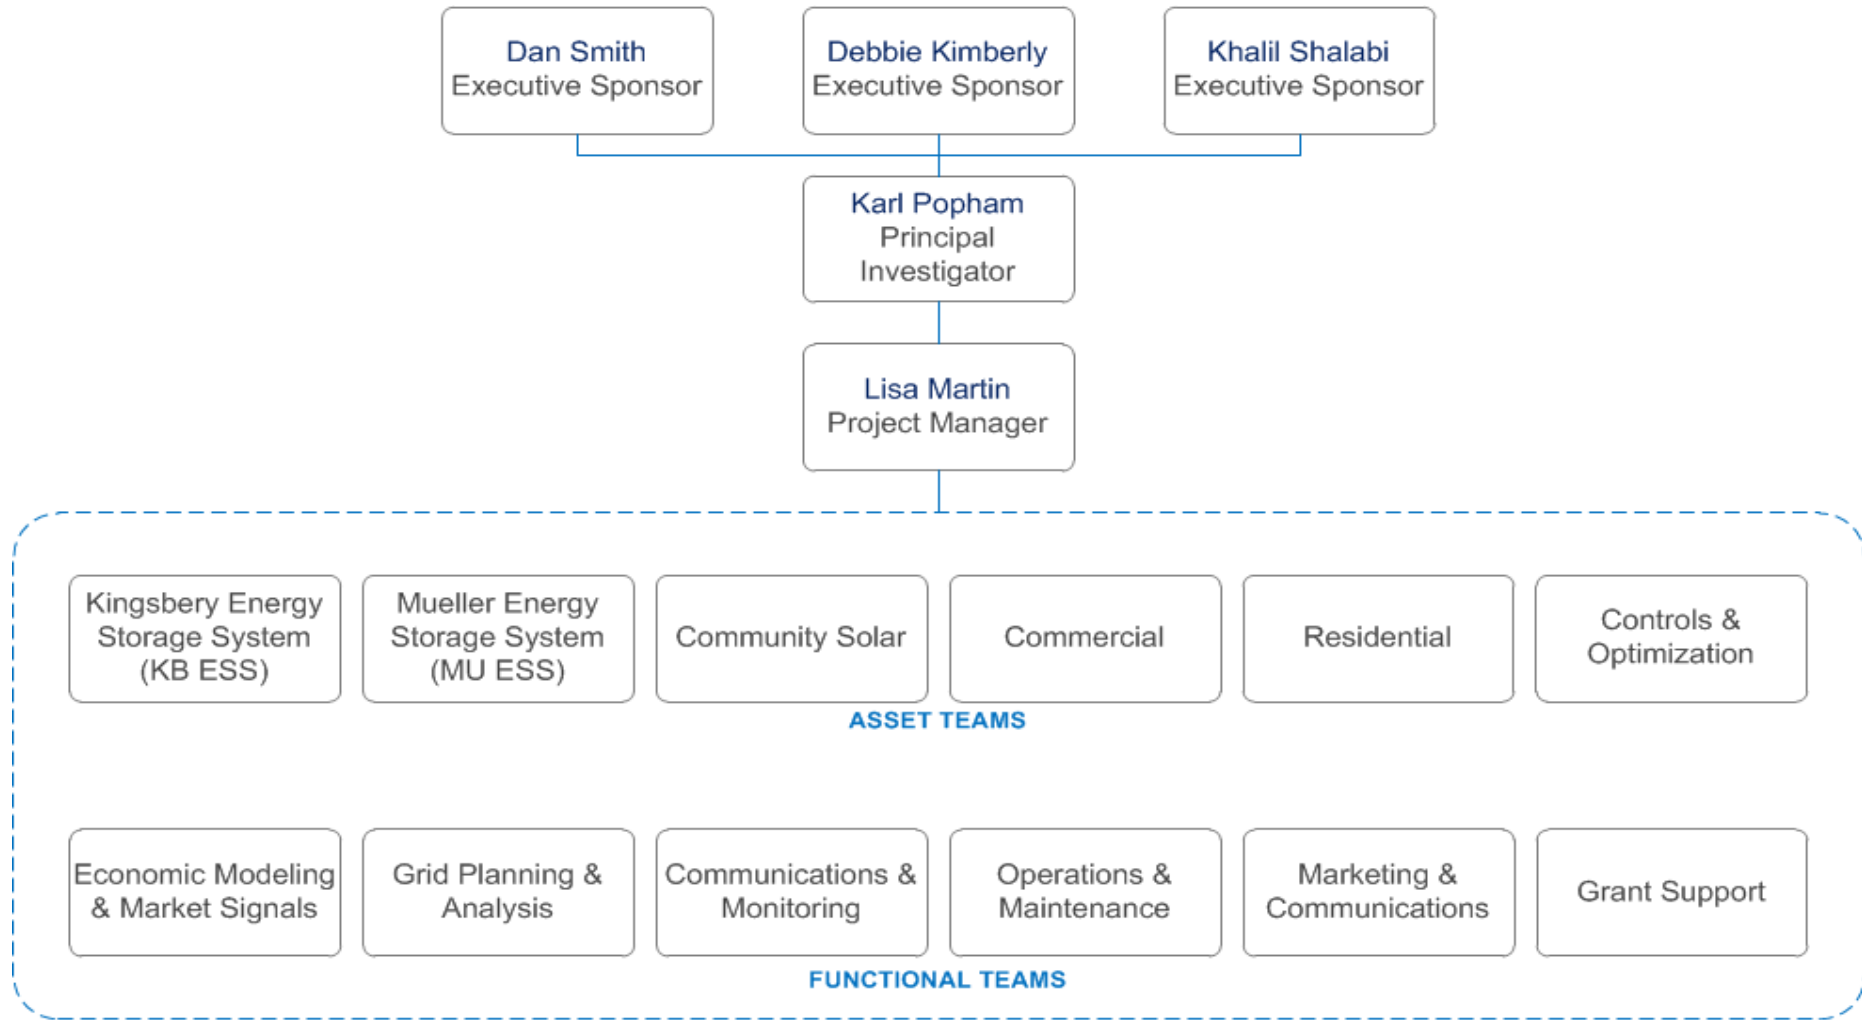 Dan Smith
Executive Sponsor
Debbie Kimberly
Executive Sponsor
Khalil Shalabi
Executive Sponsor
Karl Popham
Principal
Investigator
Lisa Martin
Project Manager
Kingsbery Energy
Storage System
(KB ESS)
Mueller Energy
Storage System
(MU ESS)
Community Solar
Commercial
Residential
Controls &
Optimization
ASSET TEAMS
Economic Modeling
& Market Signals
Grid Planning &
Analysis
Communications &
Monitoring
Operations &
Maintenance
Marketing &
Communications
Grant Support
FUNCTIONAL TEAMS